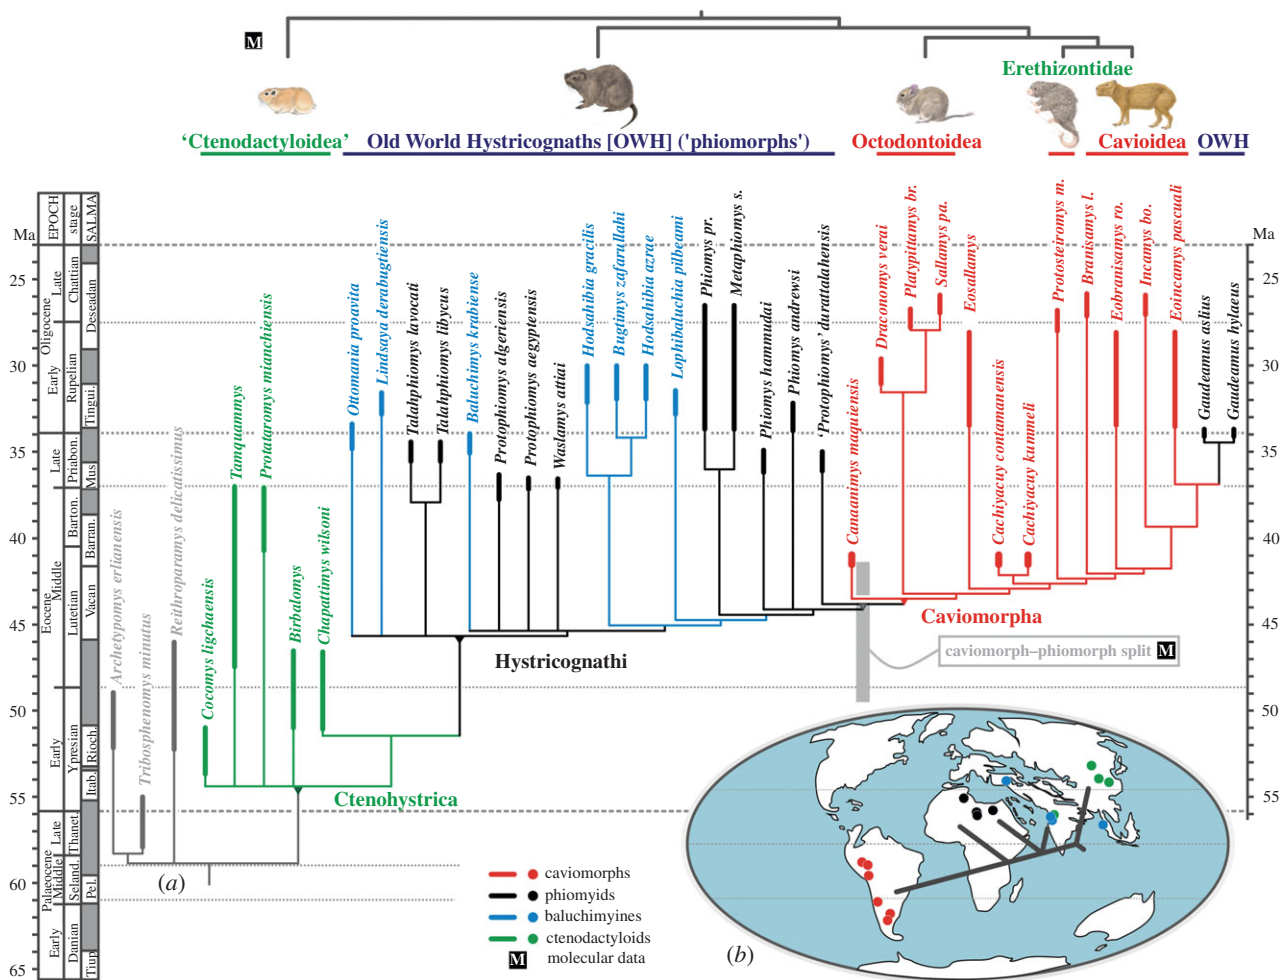 M
Erethizontidae
'Ctenodactyloidea'
Old World Hystricognaths [OWH] ('phiomorphs')
Octodontoidea
Cavioidea
OWH
EPOCH
stage
SALMA
Ma
Ma
25
30
35
40
45
50
55
60
65
25
30
35
40
45
50
55
Oligocene
Late
Early
Eocene
Late
Middle
Early
Palaeocene
Late
Middle
Early
Chattian
Rupelian
Priabon.
Barton.
Lutetian
Ypresian
Thanet.
Seland.
Danian
Deseadan
Tingui.
Mus
Barran.
Vacan
Rioch.
Itab.
Pel.
Tiup
Archetypomys erlianensis
Tribosphenomys minutus
Reithroparamys delicatissimus
Cocomys ligchaensis
Tamquammys
Protataromys mianchiensis
Birbalomys
Chapattimys wilsoni
Ottomania proavita
Lindsaya derabugtiensis
Talahphiomys lavocati
Talahphiomys libycus
Baluchimyks krabiense
Protophiomys algeriensis
Protophiomys aegyptensis
Waslamys attiai
Hodsahibia gracilis
Bugtimys zafarullahi
Hodsahibia azrae
Lophibaluchia pilbeami
Phiomys pr.
Metaphiomys s.
Phiomys hammudai
Phiomys andrewsi
'Protophiomys' durattalahensis
Canaanimys maquiensis
Draconomys verai
Platypittamys br.
Sallamys pa.
Eosallamys
Cachiyacuy contamanensis
Cachiyacuy kummeli
Protosteiromys m.
Branisamys l.
Eobranisamys ro.
Incamys bo.
Eoincamys pascuali
Gaudeamus aslius
Gaudeamus hylaeus
Caviomorpha
Hystricognathi
caviomorph–phiomorph split M
Ctenohystrica
(a)
caviomorphs
phiomyids
baluchimyines
ctenodactyloids
M molecular data
(b)